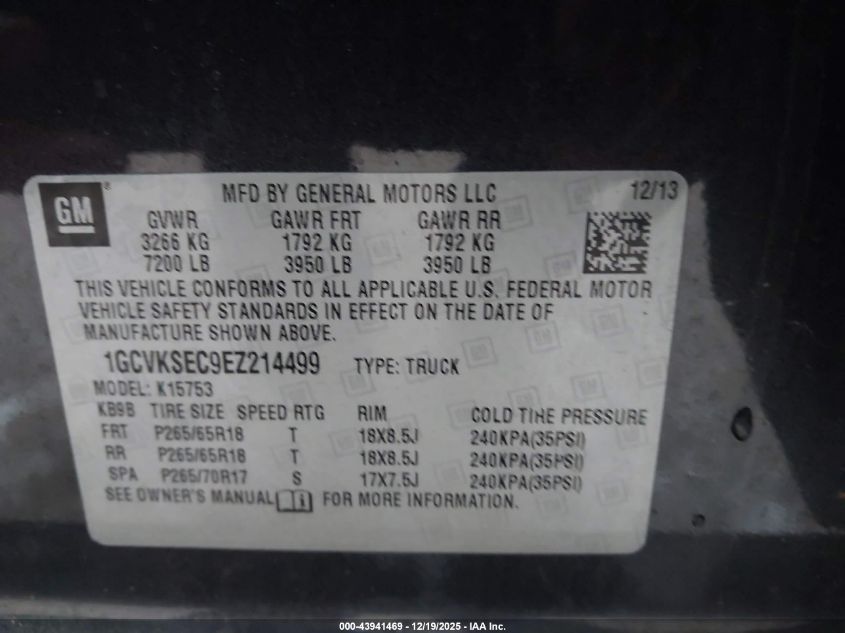 GM
®
MFD BY GENERAL MOTORS LLC 12/13
GVWR GAWR FRT GAWR RR
3266 KG 1792 KG 1792 KG
7200 LB 3950 LB 3950 LB
THIS VEHICLE CONFORMS TO ALL APPLICABLE U.S. FEDERAL MOTOR
VEHICLE SAFETY STANDARDS IN EFFECT ON THE DATE OF
MANUFACTURE SHOWN ABOVE.
1GCVKSEC9EZ214499 TYPE: TRUCK
MODEL: K15753
KB9B TIRE SIZE SPEED RTG RIM COLD TIRE PRESSURE
FRT P265/65R18 T 18X8.5J 240KPA(35PSI)
RR P265/65R18 T 18X8.5J 240KPA(35PSI)
SPA P265/70R17 S 17X7.5J 240KPA(35PSI)
SEE OWNER'S MANUAL FOR MORE INFORMATION.
000-43941469 - 12/19/2025 - IAA Inc.